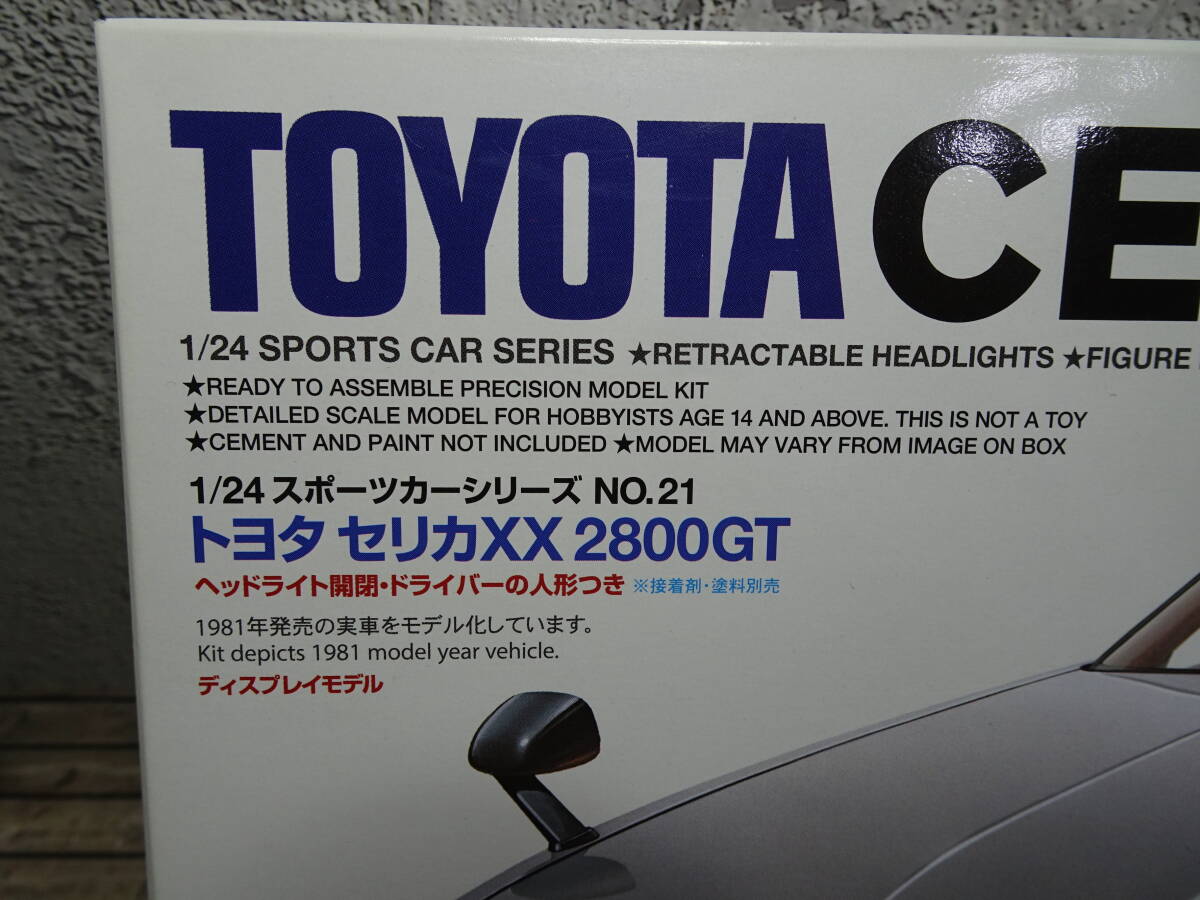 TOYOTA CE
1/24 SPORTS CAR SERIES ★RETRACTABLE HEADLIGHTS ★FIGURE
★READY TO ASSEMBLE PRECISION MODEL KIT
★DETAILED SCALE MODEL FOR HOBBYISTS AGE 14 AND ABOVE. THIS IS NOT A TOY
★CEMENT AND PAINT NOT INCLUDED ★MODEL MAY VARY FROM IMAGE ON BOX
1/24 スポーツカーシリーズ NO.21
トヨタ セリカXX 2800GT
ヘッドライト開閉・ドライバーの人形つき ※接着剤・塗料別売
1981年発売の実車をモデル化しています。
Kit depicts 1981 model year vehicle.
ディスプレイモデル